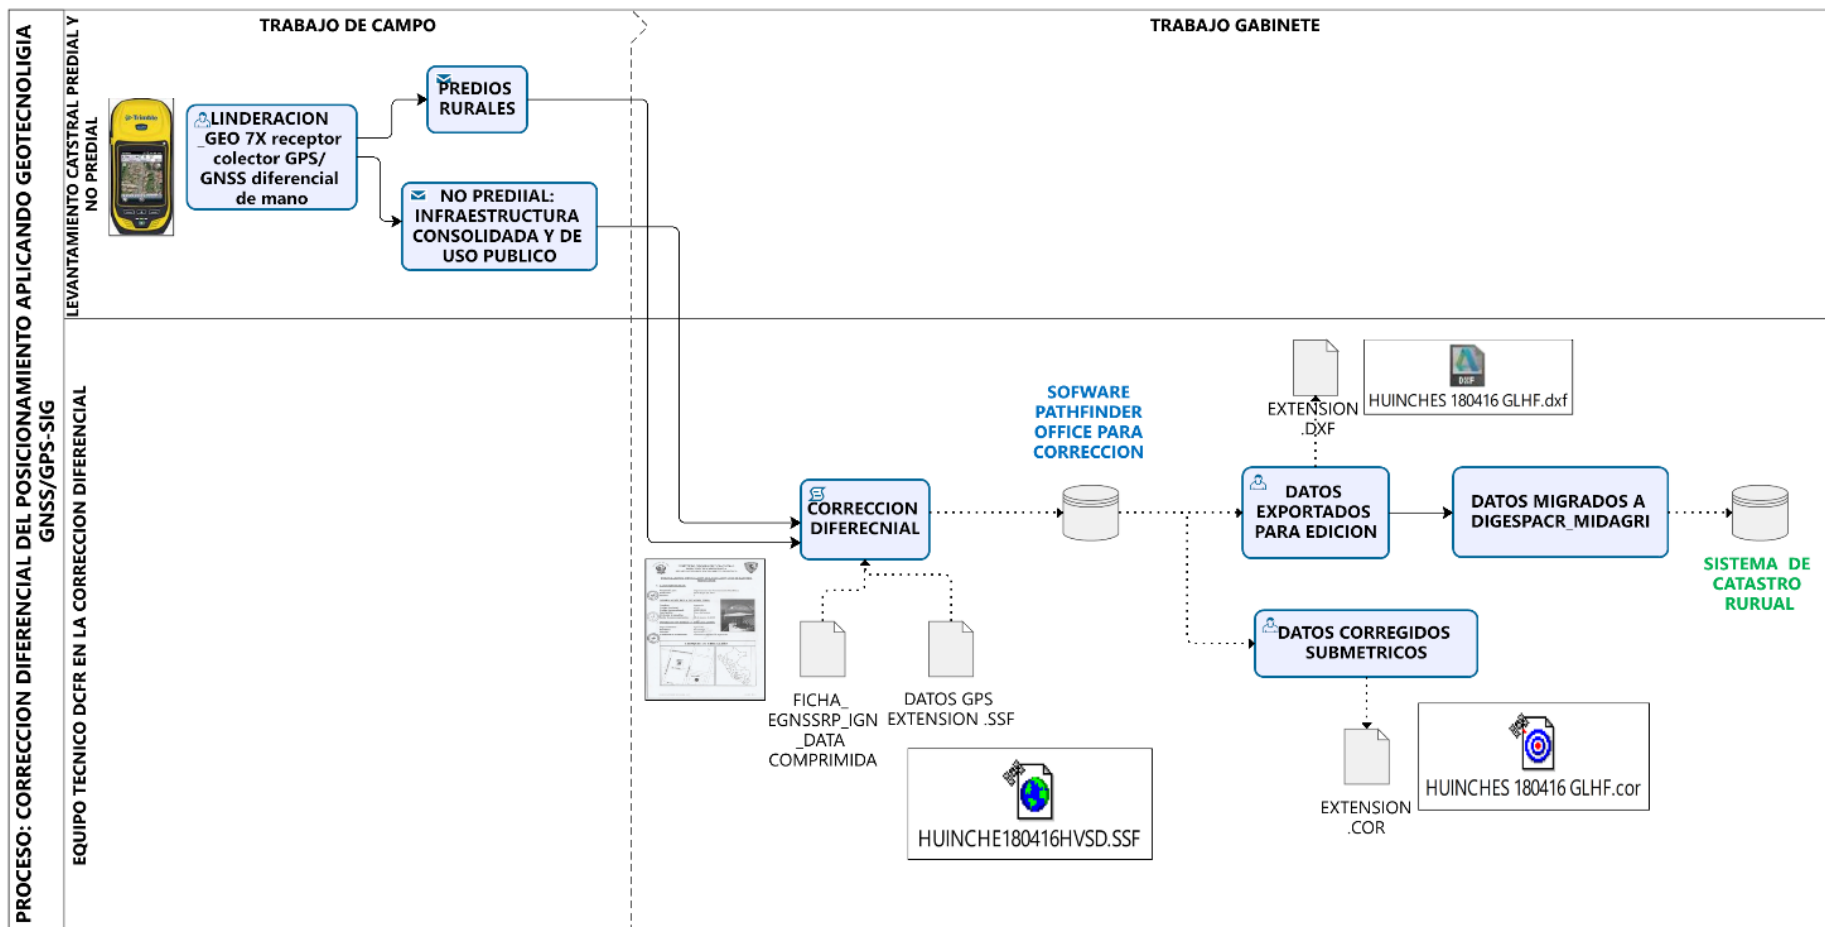 PROCESO: CORRECCION DIFERENCIAL DEL POSICIONAMIENTO APLICANDO GEOTECNOLIGIA
GNSS/GPS-SIG
LEVANTAMIENTO CATSTRAL PREDIAL Y
NO PREDIAL
TRABAJO DE CAMPO
TRABAJO GABINETE
Trimble
LINDERACION
_GEO 7X receptor
colector GPS/
GNSS diferencial
de mano
PREDIOS
RURALES
NO PREDIIAL:
INFRAESTRUCTURA
CONSOLIDADA Y DE
USO PUBLICO
EQUIPO TECNICO DCFR EN LA CORRECCION DIFERENCIAL
CORRECCION
DIFERECNIAL
FICHA_
EGNSSRP_IGN
_DATA
COMPRIMIDA
DATOS GPS
EXTENSION .SSF
HUINCHE180416HVSD.SSF
SOFWARE
PATHFINDER
OFFICE PARA
CORRECCION
EXTENSION
.DXF
DXF
HUINCHES 180416 GLHF.dxf
DATOS
EXPORTADOS
PARA EDICION
DATOS MIGRADOS A
DIGESPACR_MIDAGRI
SISTEMA DE
CATASTRO
RURUAL
DATOS CORREGIDOS
SUBMETRICOS
EXTENSION
.COR
HUINCHES 180416 GLHF.cor